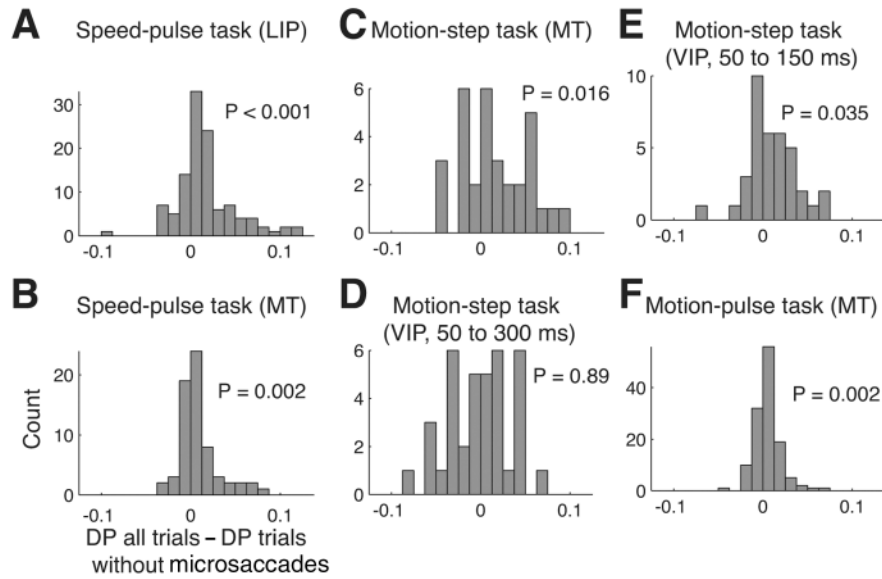 A Speed-pulse task (LIP)
30
20
10
0
P < 0.001
-0.1 0 0.1
B Speed-pulse task (MT)
20
10
0
P = 0.002
Count
-0.1 0 0.1
DP all trials – DP trials
without microsaccades
C Motion-step task (MT)
6
4
2
0
P = 0.016
-0.1 0 0.1
D Motion-step task
(VIP, 50 to 300 ms)
6
4
2
0
P = 0.89
-0.1 0 0.1
E Motion-step task
(VIP, 50 to 150 ms)
10
5
0
P = 0.035
-0.1 0 0.1
F Motion-pulse task (MT)
40
20
0
P = 0.002
-0.1 0 0.1